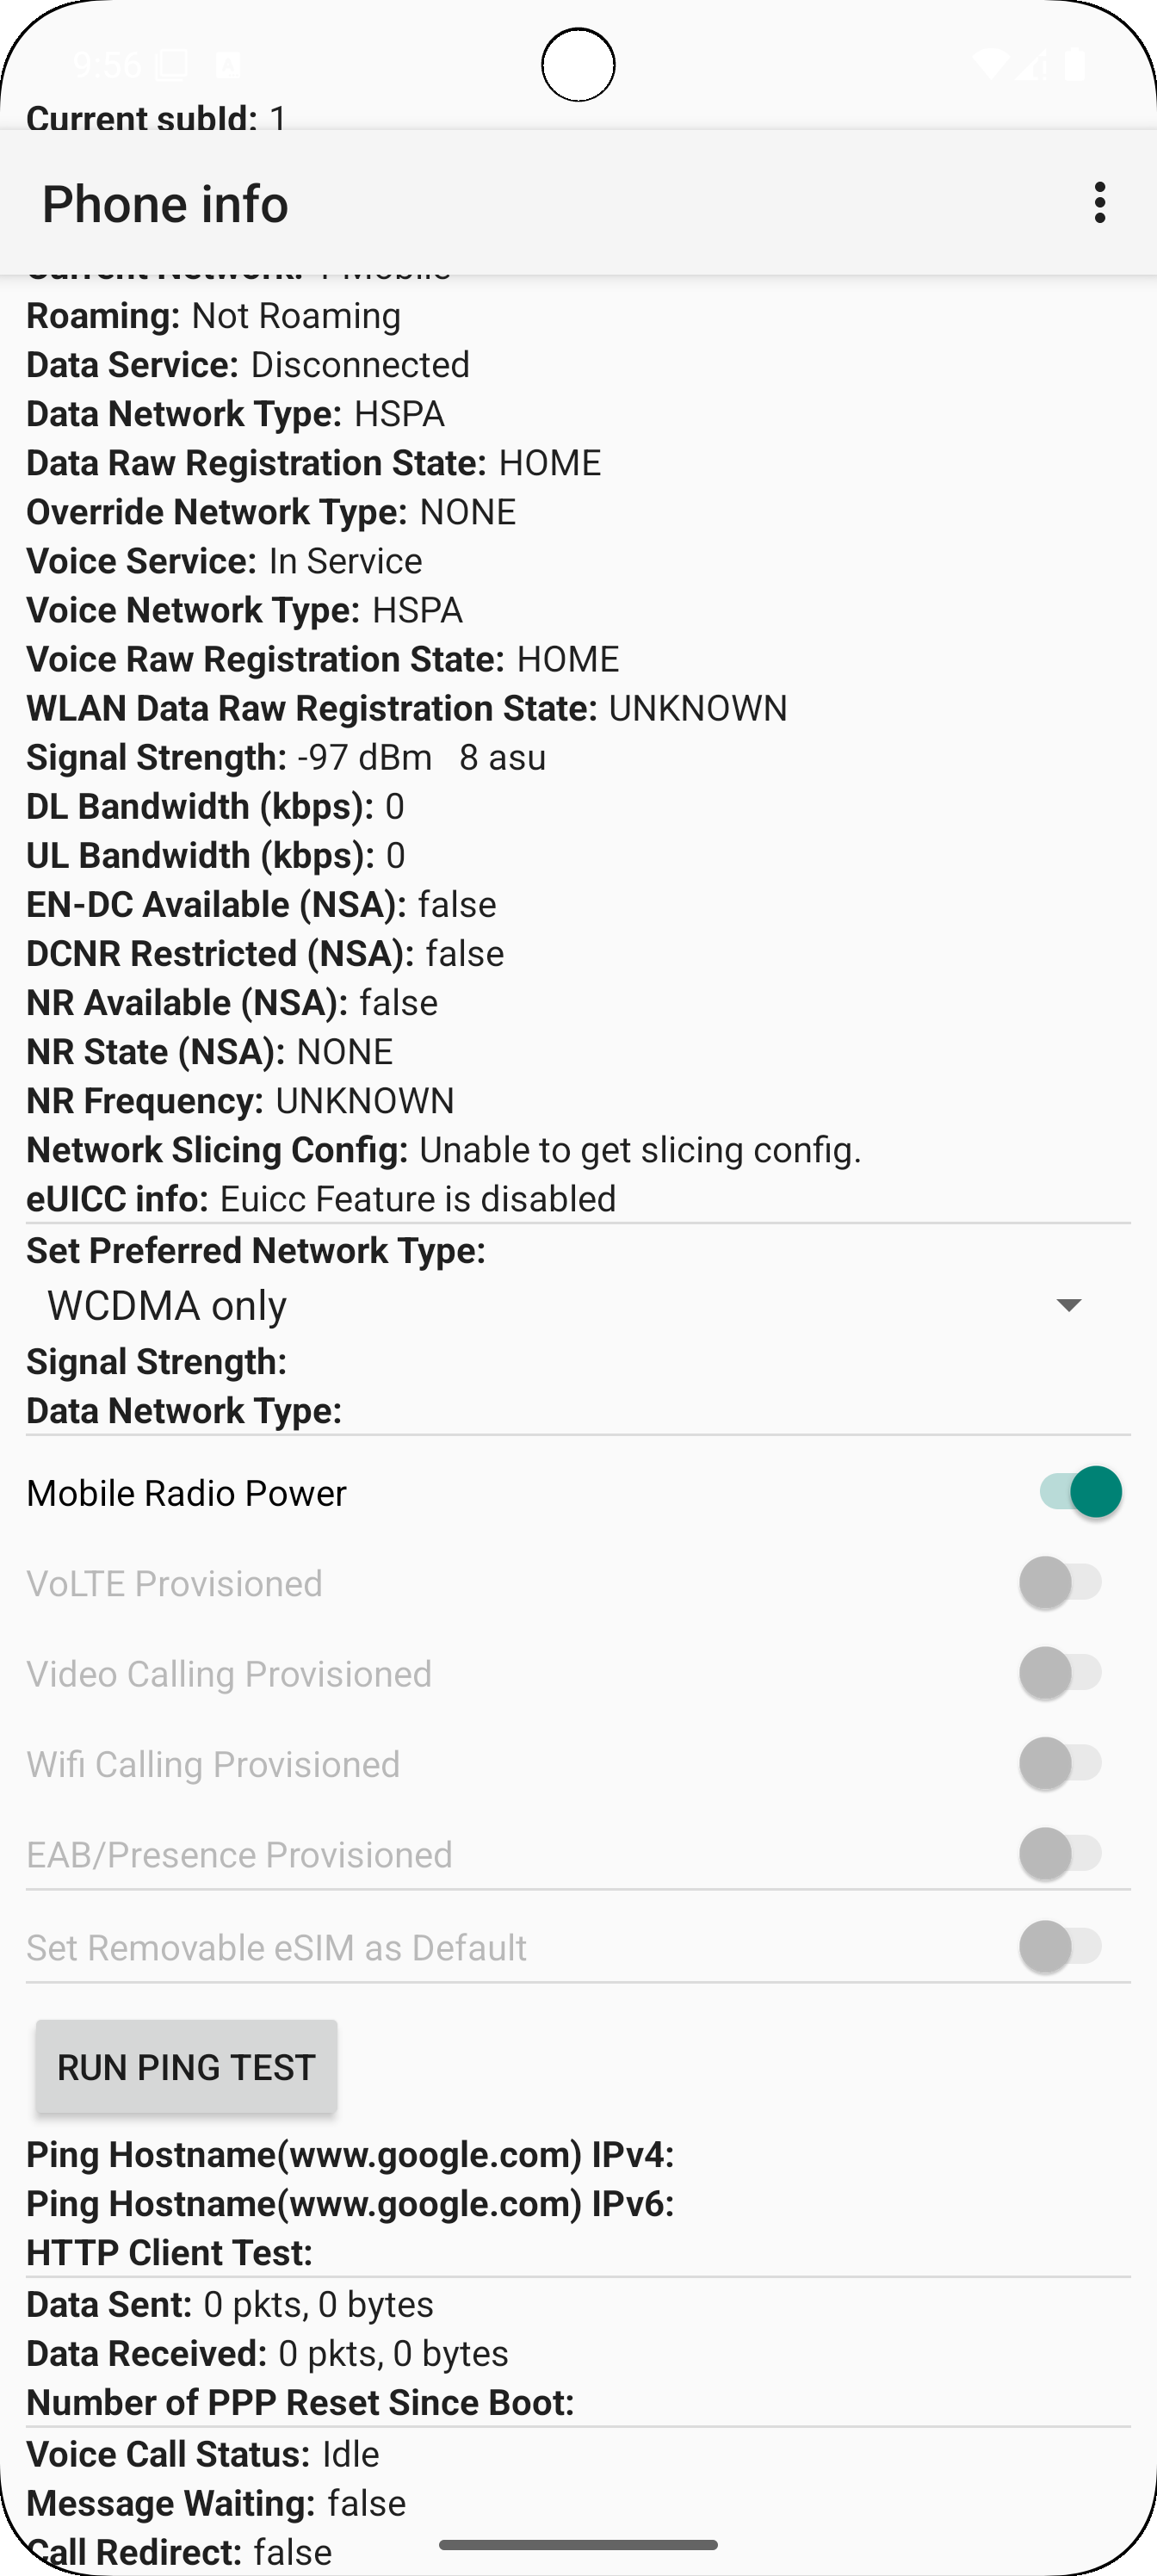 9:56
Current subId: 1
Phone info
Current Network: T-Mobile
Roaming: Not Roaming
Data Service: Disconnected
Data Network Type: HSPA
Data Raw Registration State: HOME
Override Network Type: NONE
Voice Service: In Service
Voice Network Type: HSPA
Voice Raw Registration State: HOME
WLAN Data Raw Registration State: UNKNOWN
Signal Strength: -97 dBm   8 asu
DL Bandwidth (kbps): 0
UL Bandwidth (kbps): 0
EN-DC Available (NSA): false
DCNR Restricted (NSA): false
NR Available (NSA): false
NR State (NSA): NONE
NR Frequency: UNKNOWN
Network Slicing Config: Unable to get slicing config.
eUICC info: Euicc Feature is disabled
Set Preferred Network Type:
WCDMA only
Signal Strength:
Data Network Type:
Mobile Radio Power
VoLTE Provisioned
Video Calling Provisioned
Wifi Calling Provisioned
EAB/Presence Provisioned
Set Removable eSIM as Default
RUN PING TEST
Ping Hostname(www.google.com) IPv4:
Ping Hostname(www.google.com) IPv6:
HTTP Client Test:
Data Sent: 0 pkts, 0 bytes
Data Received: 0 pkts, 0 bytes
Number of PPP Reset Since Boot:
Voice Call Status: Idle
Message Waiting: false
Call Redirect: false